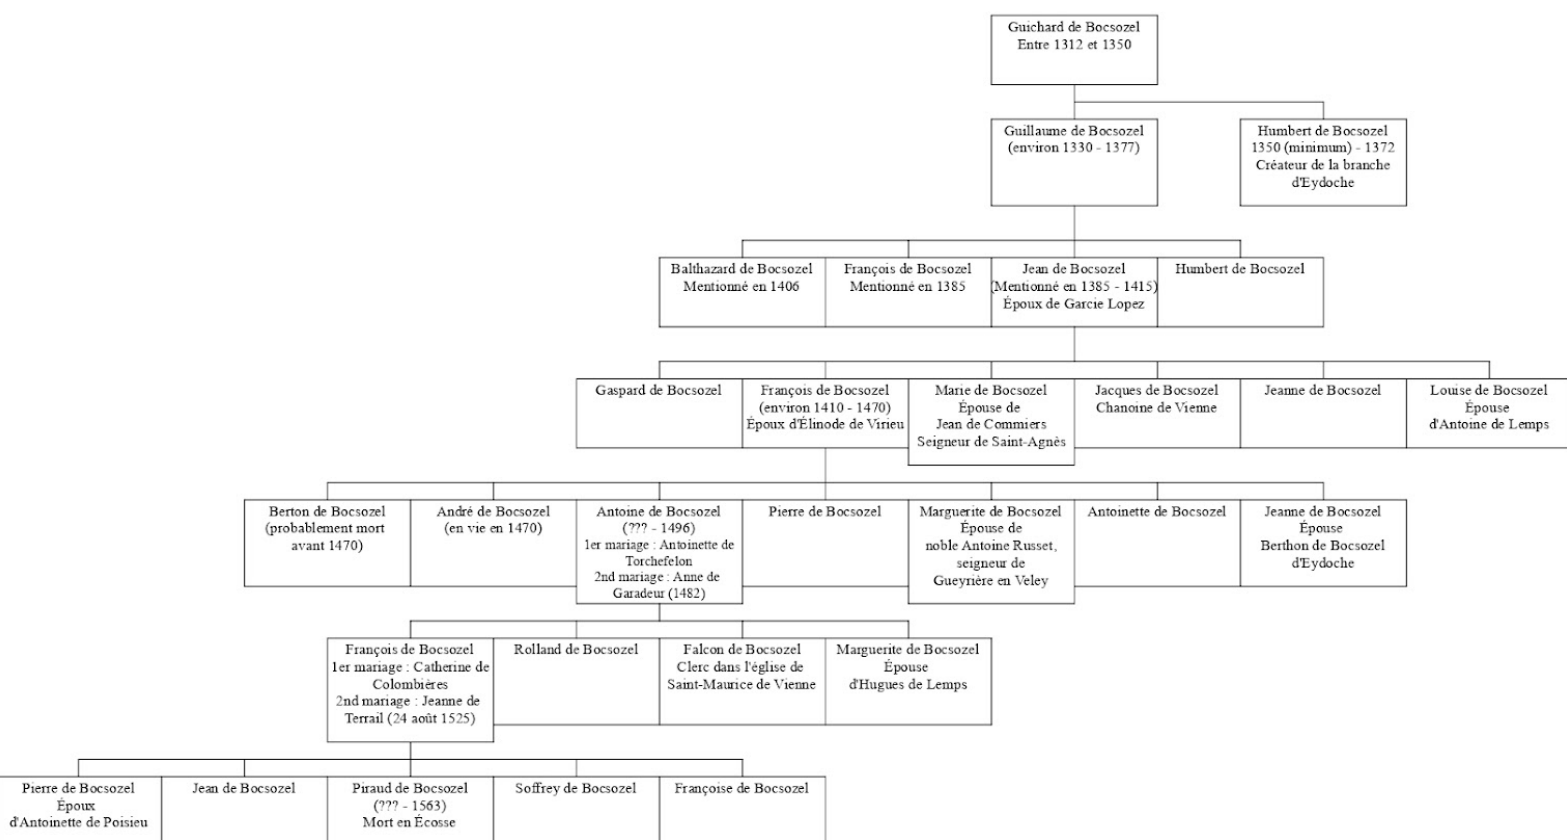 Guichard de Bocsozel
Entre 1312 et 1350
Guillaume de Bocsozel
(environ 1330 - 1377)
Humbert de Bocsozel
1350 (minimum) - 1372
Créateur de la branche
d'Eydoche
Balthazard de Bocsozel
Mentionné en 1406
François de Bocsozel
Mentionné en 1385
Jean de Bocsozel
(Mentionné en 1385 - 1415)
Époux de Garcie Lopez
Humbert de Bocsozel
Gaspard de Bocsozel
François de Bocsozel
(environ 1410 - 1470)
Époux d'Élinode de Virieu
Marie de Bocsozel
Épouse de
Jean de Commiers
Seigneur de Saint-Agnès
Jacques de Bocsozel
Chanoine de Vienne
Jeanne de Bocsozel
Louise de Bocsozel
Épouse
d'Antoine de Lemps
Berton de Bocsozel
(probablement mort
avant 1470)
André de Bocsozel
(en vie en 1470)
Antoine de Bocsozel
(??? - 1496)
1er mariage : Antoinette de
Torchefelon
2nd mariage : Anne de
Garadeur (1482)
Pierre de Bocsozel
Marguerite de Bocsozel
Épouse de
noble Antoine Russet,
seigneur de
Gueyrière en Veley
Antoinette de Bocsozel
Jeanne de Bocsozel
Épouse
Berthon de Bocsozel
d'Eydoche
François de Bocsozel
1er mariage : Catherine de
Colombières
2nd mariage : Jeanne de
Terrail (24 août 1525)
Rolland de Bocsozel
Falcon de Bocsozel
Clerc dans l'église de
Saint-Maurice de Vienne
Marguerite de Bocsozel
Épouse
d'Hugues de Lemps
Pierre de Bocsozel
Époux
d'Antoinette de Poisieu
Jean de Bocsozel
Piraud de Bocsozel
(??? - 1563)
Mort en Écosse
Soffrey de Bocsozel
Françoise de Bocsozel